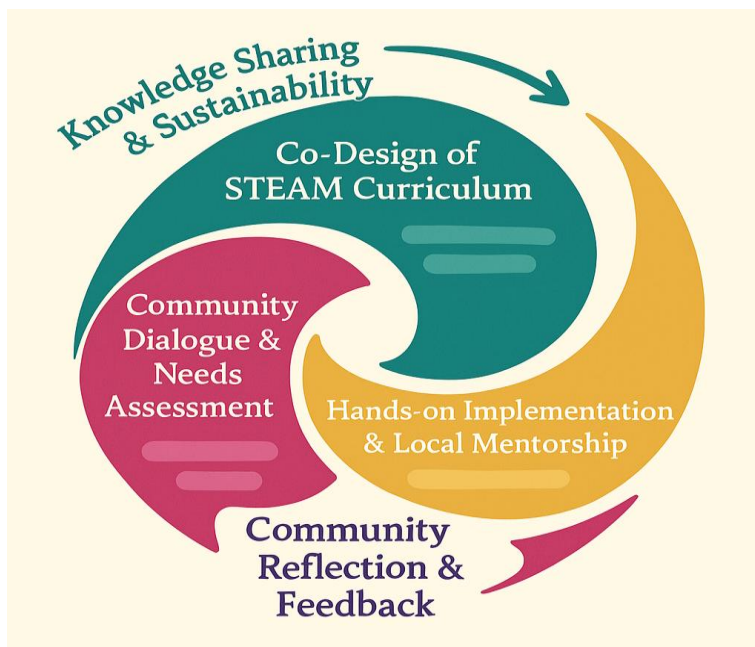 Knowledge Sharing
& Sustainability
Co-Design of
STEAM Curriculum
Community
Dialogue &
Needs
Assessment
Hands-on Implementation
& Local Mentorship
Community
Reflection &
Feedback